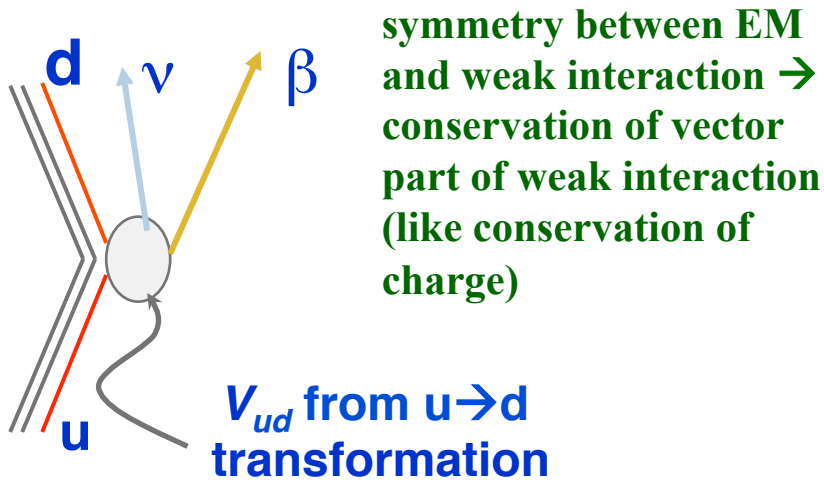 d
ν
β
symmetry between EM
and weak interaction →
conservation of vector
part of weak interaction
(like conservation of
charge)
u
V_ud from u→d
transformation